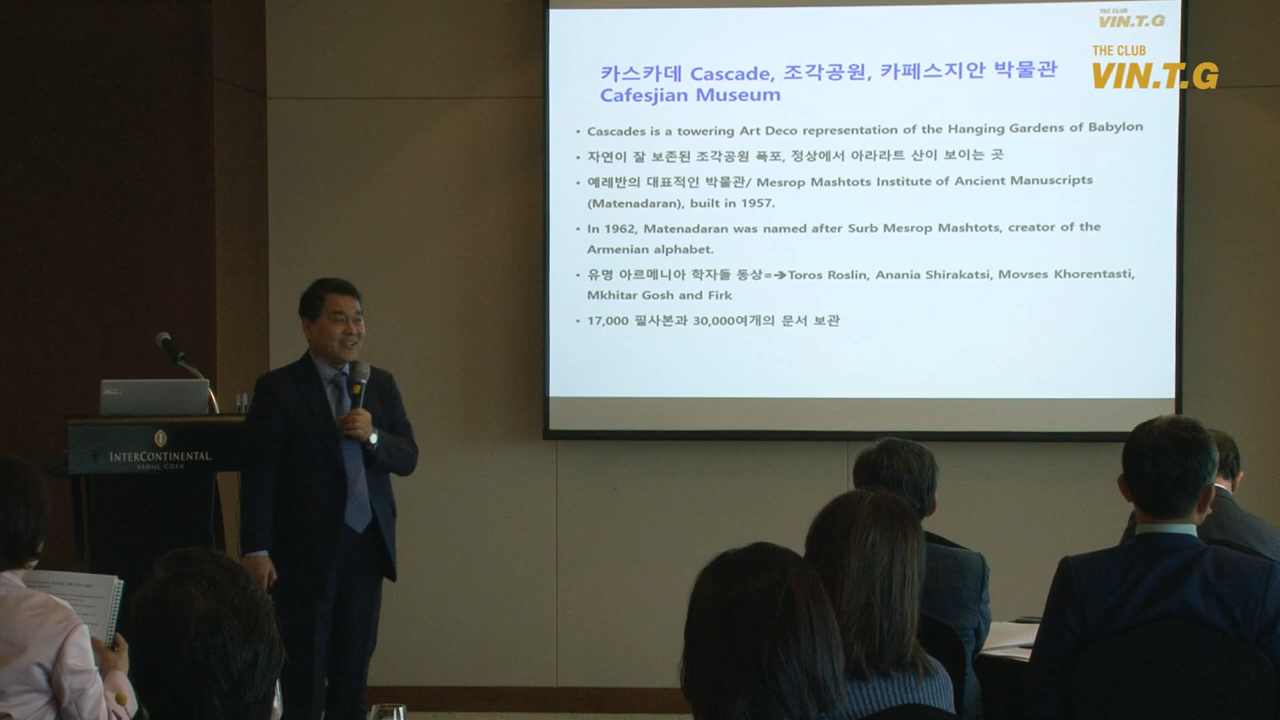 THE CLUB
VIN.T.G
THE CLUB
VIN.T.G
카스카데 Cascade, 조각공원, 카페스지안 박물관
Cafesjian Museum
• Cascades is a towering Art Deco representation of the Hanging Gardens of Babylon
• 자연이 잘 보존된 조각공원 폭포, 정상에서 아라라트 산이 보이는 곳
• 예레반의 대표적인 박물관/ Mesrop Mashtots Institute of Ancient Manuscripts
(Matenadaran), built in 1957.
• In 1962, Matenadaran was named after Surb Mesrop Mashtots, creator of the
Armenian alphabet.
• 유명 아르메니아 학자들 동상=➔Toros Roslin, Anania Shirakatsi, Movses Khorentasti,
Mkhitar Gosh and Firk
• 17,000 필사본과 30,000여개의 문서 보관
INTERCONTINENTAL
SEOUL COEX